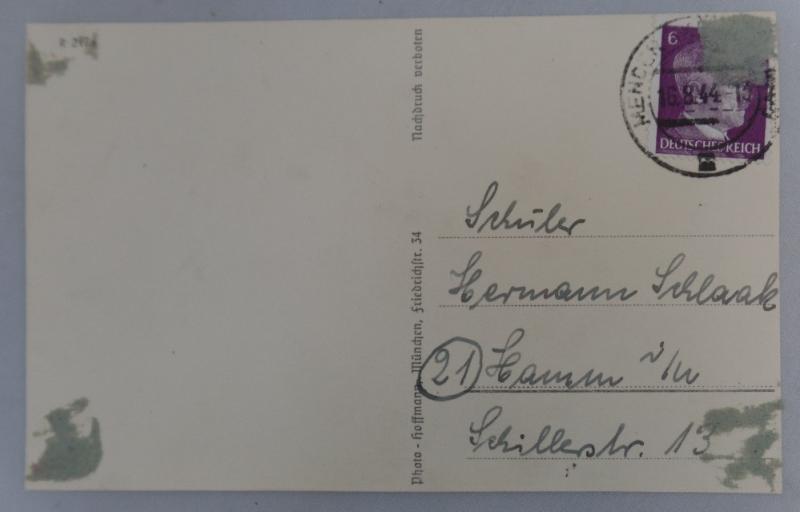 6
16.8.44
DEUTSCHES REICH
Nachdruck verboten
Photo-Hoffmann, München, Friedrichstr. 34
Schüler
Hermann Schlaak
21 Hamm i/W
Schillerstr. 13